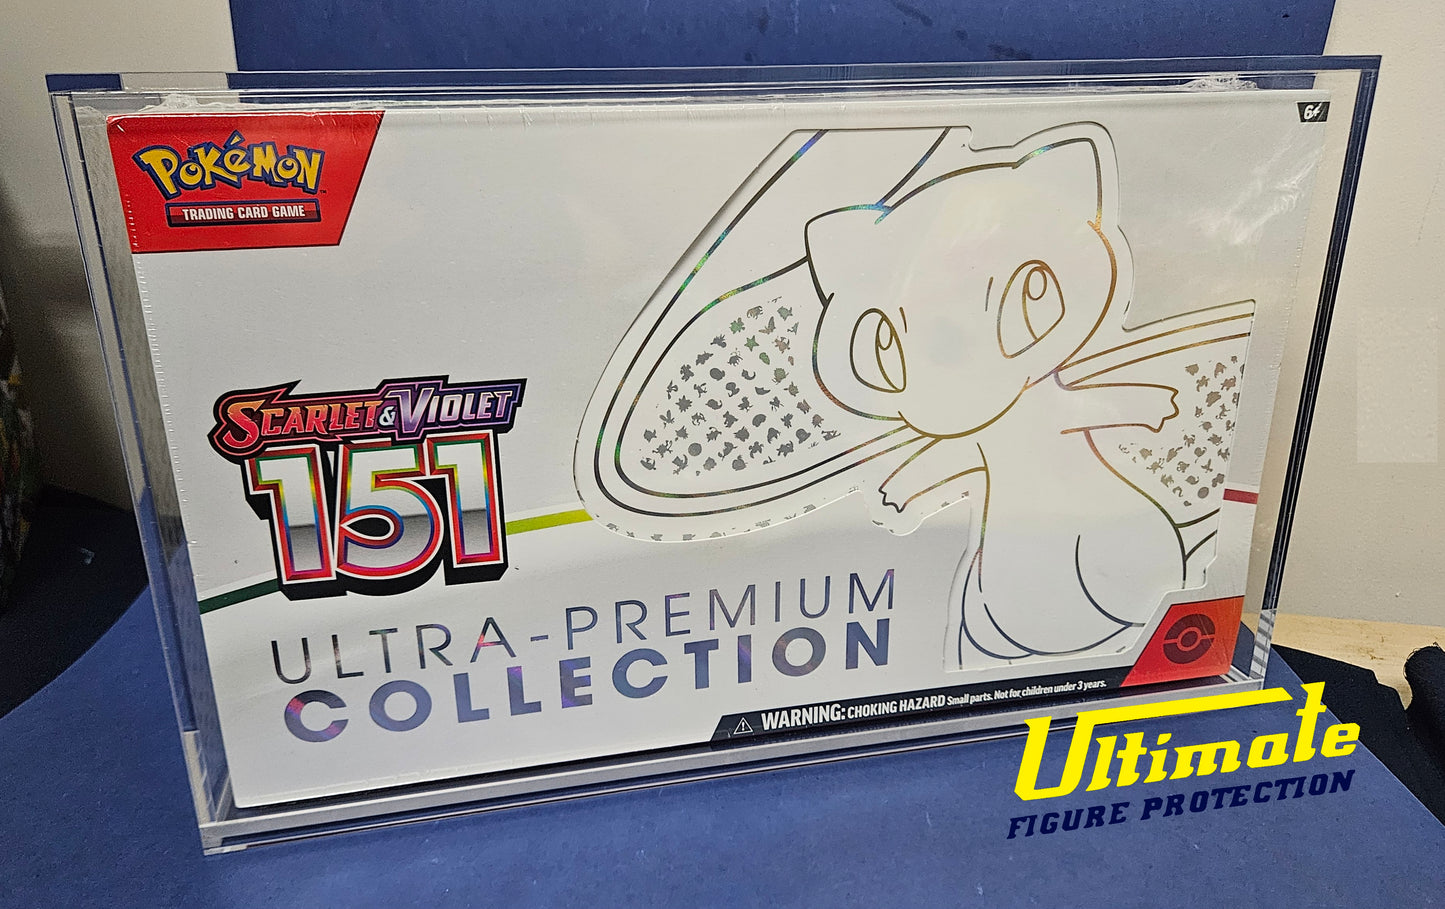 6+
POKéMON™
TRADING CARD GAME
SCARLET & VIOLET
151
ULTRA-PREMIUM
COLLECTION
WARNING: CHOKING HAZARD Small parts. Not for children under 3 years.
Ultimate
FIGURE PROTECTION